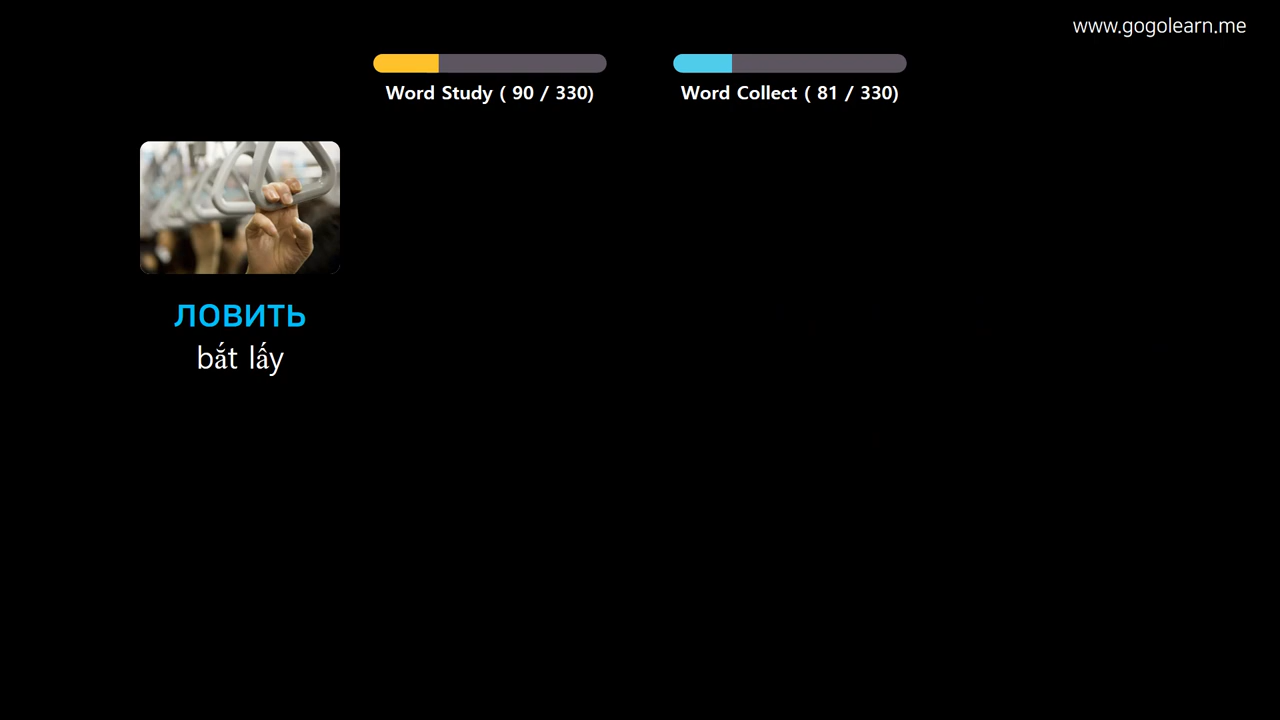 www.gogolearn.me
Word Study ( 90 / 330)
Word Collect ( 81 / 330)
ловить
bắt lấy